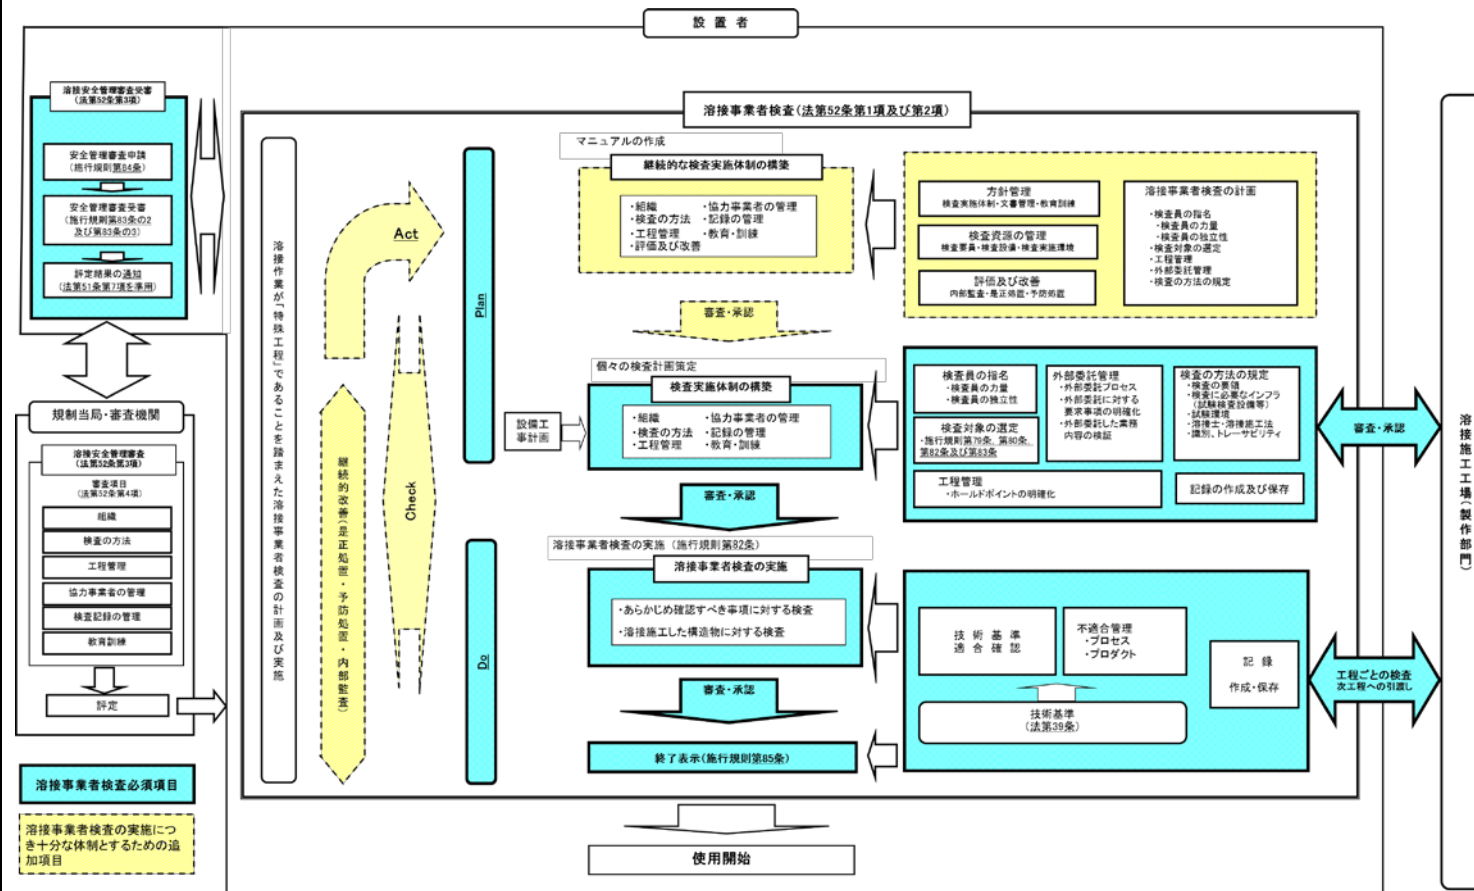 設 置 者
溶接安全管理審査受審
(法第52条第3項)
安全管理審査申請
(施行規則第84条)
安全管理審査受審
(施行規則第83条の2
及び第83条の3)
評定結果の通知
(法第51条第7項を準用)
規制当局・審査機関
溶接安全管理審査
(法第52条第3項)
審査項目
(法第52条第4項)
組織
検査の方法
工程管理
協力事業者の管理
検査記録の管理
教育訓練
評定
溶接事業者検査必須項目
溶接事業者検査の実施につ
き十分な体制とするための追
加項目
溶接事業者検査(法第52条第1項及び第2項)
溶接作業が「特殊工程」であることを踏まえた溶接事業者検査の計画及び実施
継続的改善(是正処置・予防処置・内部監査)
Act
Check
Plan
Do
マニュアルの作成
継続的な検査実施体制の構築
・組織 ・協力事業者の管理
・検査の方法 ・記録の管理
・工程管理 ・教育・訓練
・評価及び改善
方針管理
検査実施体制・文書管理・教育訓練
検査資源の管理
検査要員・検査設備・検査実施環境
評価及び改善
内部監査・是正処置・予防処置
溶接事業者検査の計画
・検査員の指名
・検査員の力量
・検査員の独立性
・検査対象の選定
・工程管理
・外部委託管理
・検査の方法の規定
審査・承認
個々の検査計画策定
検査実施体制の構築
設備工
事計画
・組織 ・協力事業者の管理
・検査の方法 ・記録の管理
・工程管理 ・教育・訓練
検査員の指名
・検査員の力量
・検査員の独立性
検査対象の選定
・施行規則第79条、第80条、
第82条及び第83条
外部委託管理
・外部委託プロセス
・外部委託に対する
要求事項の明確化
・外部委託した業務
内容の検証
検査の方法の規定
・検査の要領
・検査に必要なインフラ
(試験検査設備等)
・試験環境
・溶接士・溶接施工法
・識別、トレーサビリティ
工程管理
・ホールドポイントの明確化
記録の作成及び保存
審査・承認
審査・承認
溶接事業者検査の実施(施行規則第82条)
溶接事業者検査の実施
・あらかじめ確認すべき事項に対する検査
・溶接施工した構造物に対する検査
技 術 基 準
適 合 確 認
不適合管理
・プロセス
・プロダクト
記 録
作成・保存
技術基準
(法第39条)
工程ごとの検査
次工程への引渡し
審査・承認
終了表示(施行規則第85条)
使用開始
溶接施工工場(製作部門)